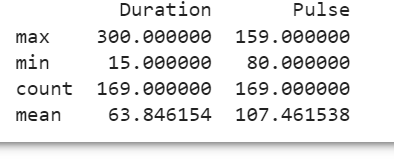 Duration Pulse
max 300.000000 159.000000
min 15.000000 80.000000
count 169.000000 169.000000
mean 63.846154 107.461538